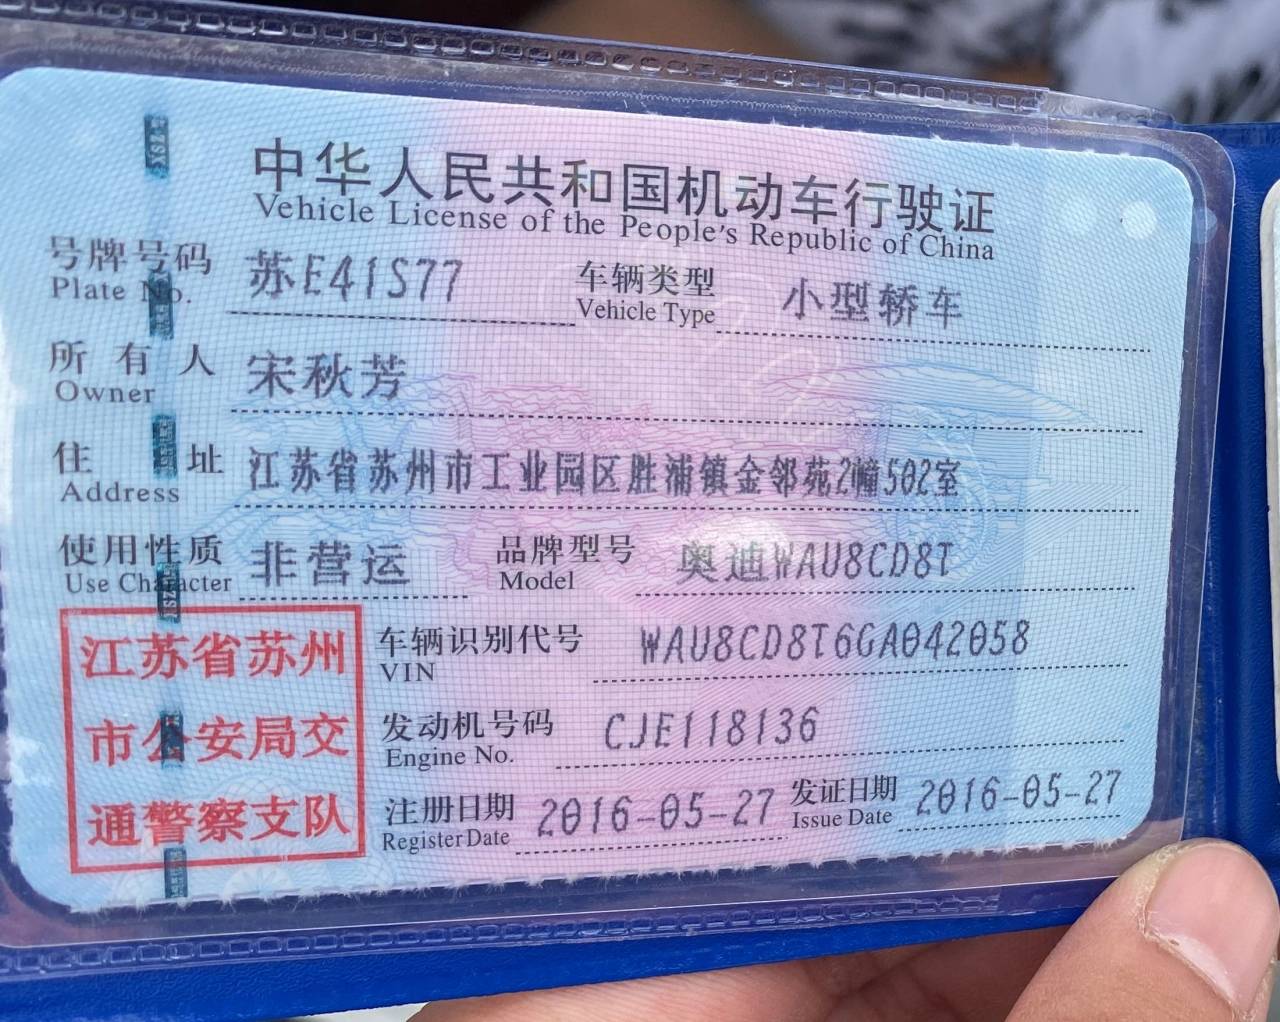 中华人民共和国机动车行驶证
Vehicle License of the People's Republic of China
号牌号码 苏E41S77 车辆类型 小型轿车
Plate No. Vehicle Type
所有人 宋秋芳
Owner
住址 江苏省苏州市工业园区胜浦镇金邻苑2幢502室
Address
使用性质 非营运 品牌型号 奥迪WAU8CD8T
Use Character Model
江苏省苏州
市公安局交
通警察支队
车辆识别代号 WAU8CD8T6GA042058
VIN
发动机号码 CJE118136
Engine No.
注册日期 2016-05-27 发证日期 2016-05-27
Register Date Issue Date